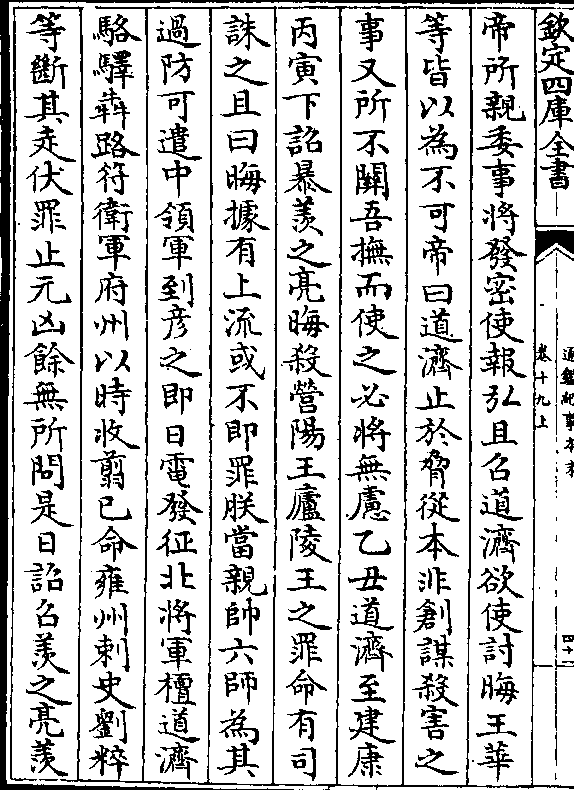 欽定四庫全書
通鑑紀事本末
卷十九上
四十一
帝所親委事將發密使報弘且召道濟欲使討晦王華
等皆以為不可帝曰道濟止於脅從本非創謀殺害之
事又所不闗吾撫而使之必將無慮乙丑道濟至建康
丙寅下詔暴羨之亮晦殺營陽王廬陵王之罪命有司
誅之且曰晦據有上流或不即罪朕當親帥六師為其
過防可遣中領軍到彦之即日電發征北將軍檀道濟
駱驛犇路符衛軍府州以時收翦已命雍州刺史劉粹
等斷其走伏罪止元凶餘無所問是日詔召羨之亮羨